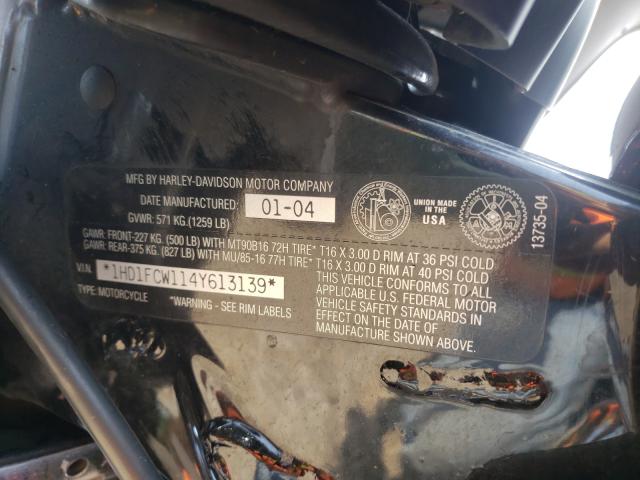 MFG BY HARLEY-DAVIDSON MOTOR COMPANY
DATE MANUFACTURED: 01-04
GVWR: 571 KG. (1259 LB)
GAWR: FRONT-227 KG. (500 LB) WITH MT90B16 72H TIRE* T16 X 3.00 D RIM AT 36 PSI COLD
GAWR: REAR-375 KG. (827 LB) WITH MU/85-16 77H TIRE* T16 X 3.00 D RIM AT 40 PSI COLD
V.I.N. *1HD1FCW114Y613139*
TYPE: MOTORCYCLE *WARNING - SEE RIM LABELS
THIS VEHICLE CONFORMS TO ALL
APPLICABLE U.S. FEDERAL MOTOR
VEHICLE SAFETY STANDARDS IN
EFFECT ON THE DATE OF
MANUFACTURE SHOWN ABOVE.
UNION MADE
IN THE
USA
13735-04